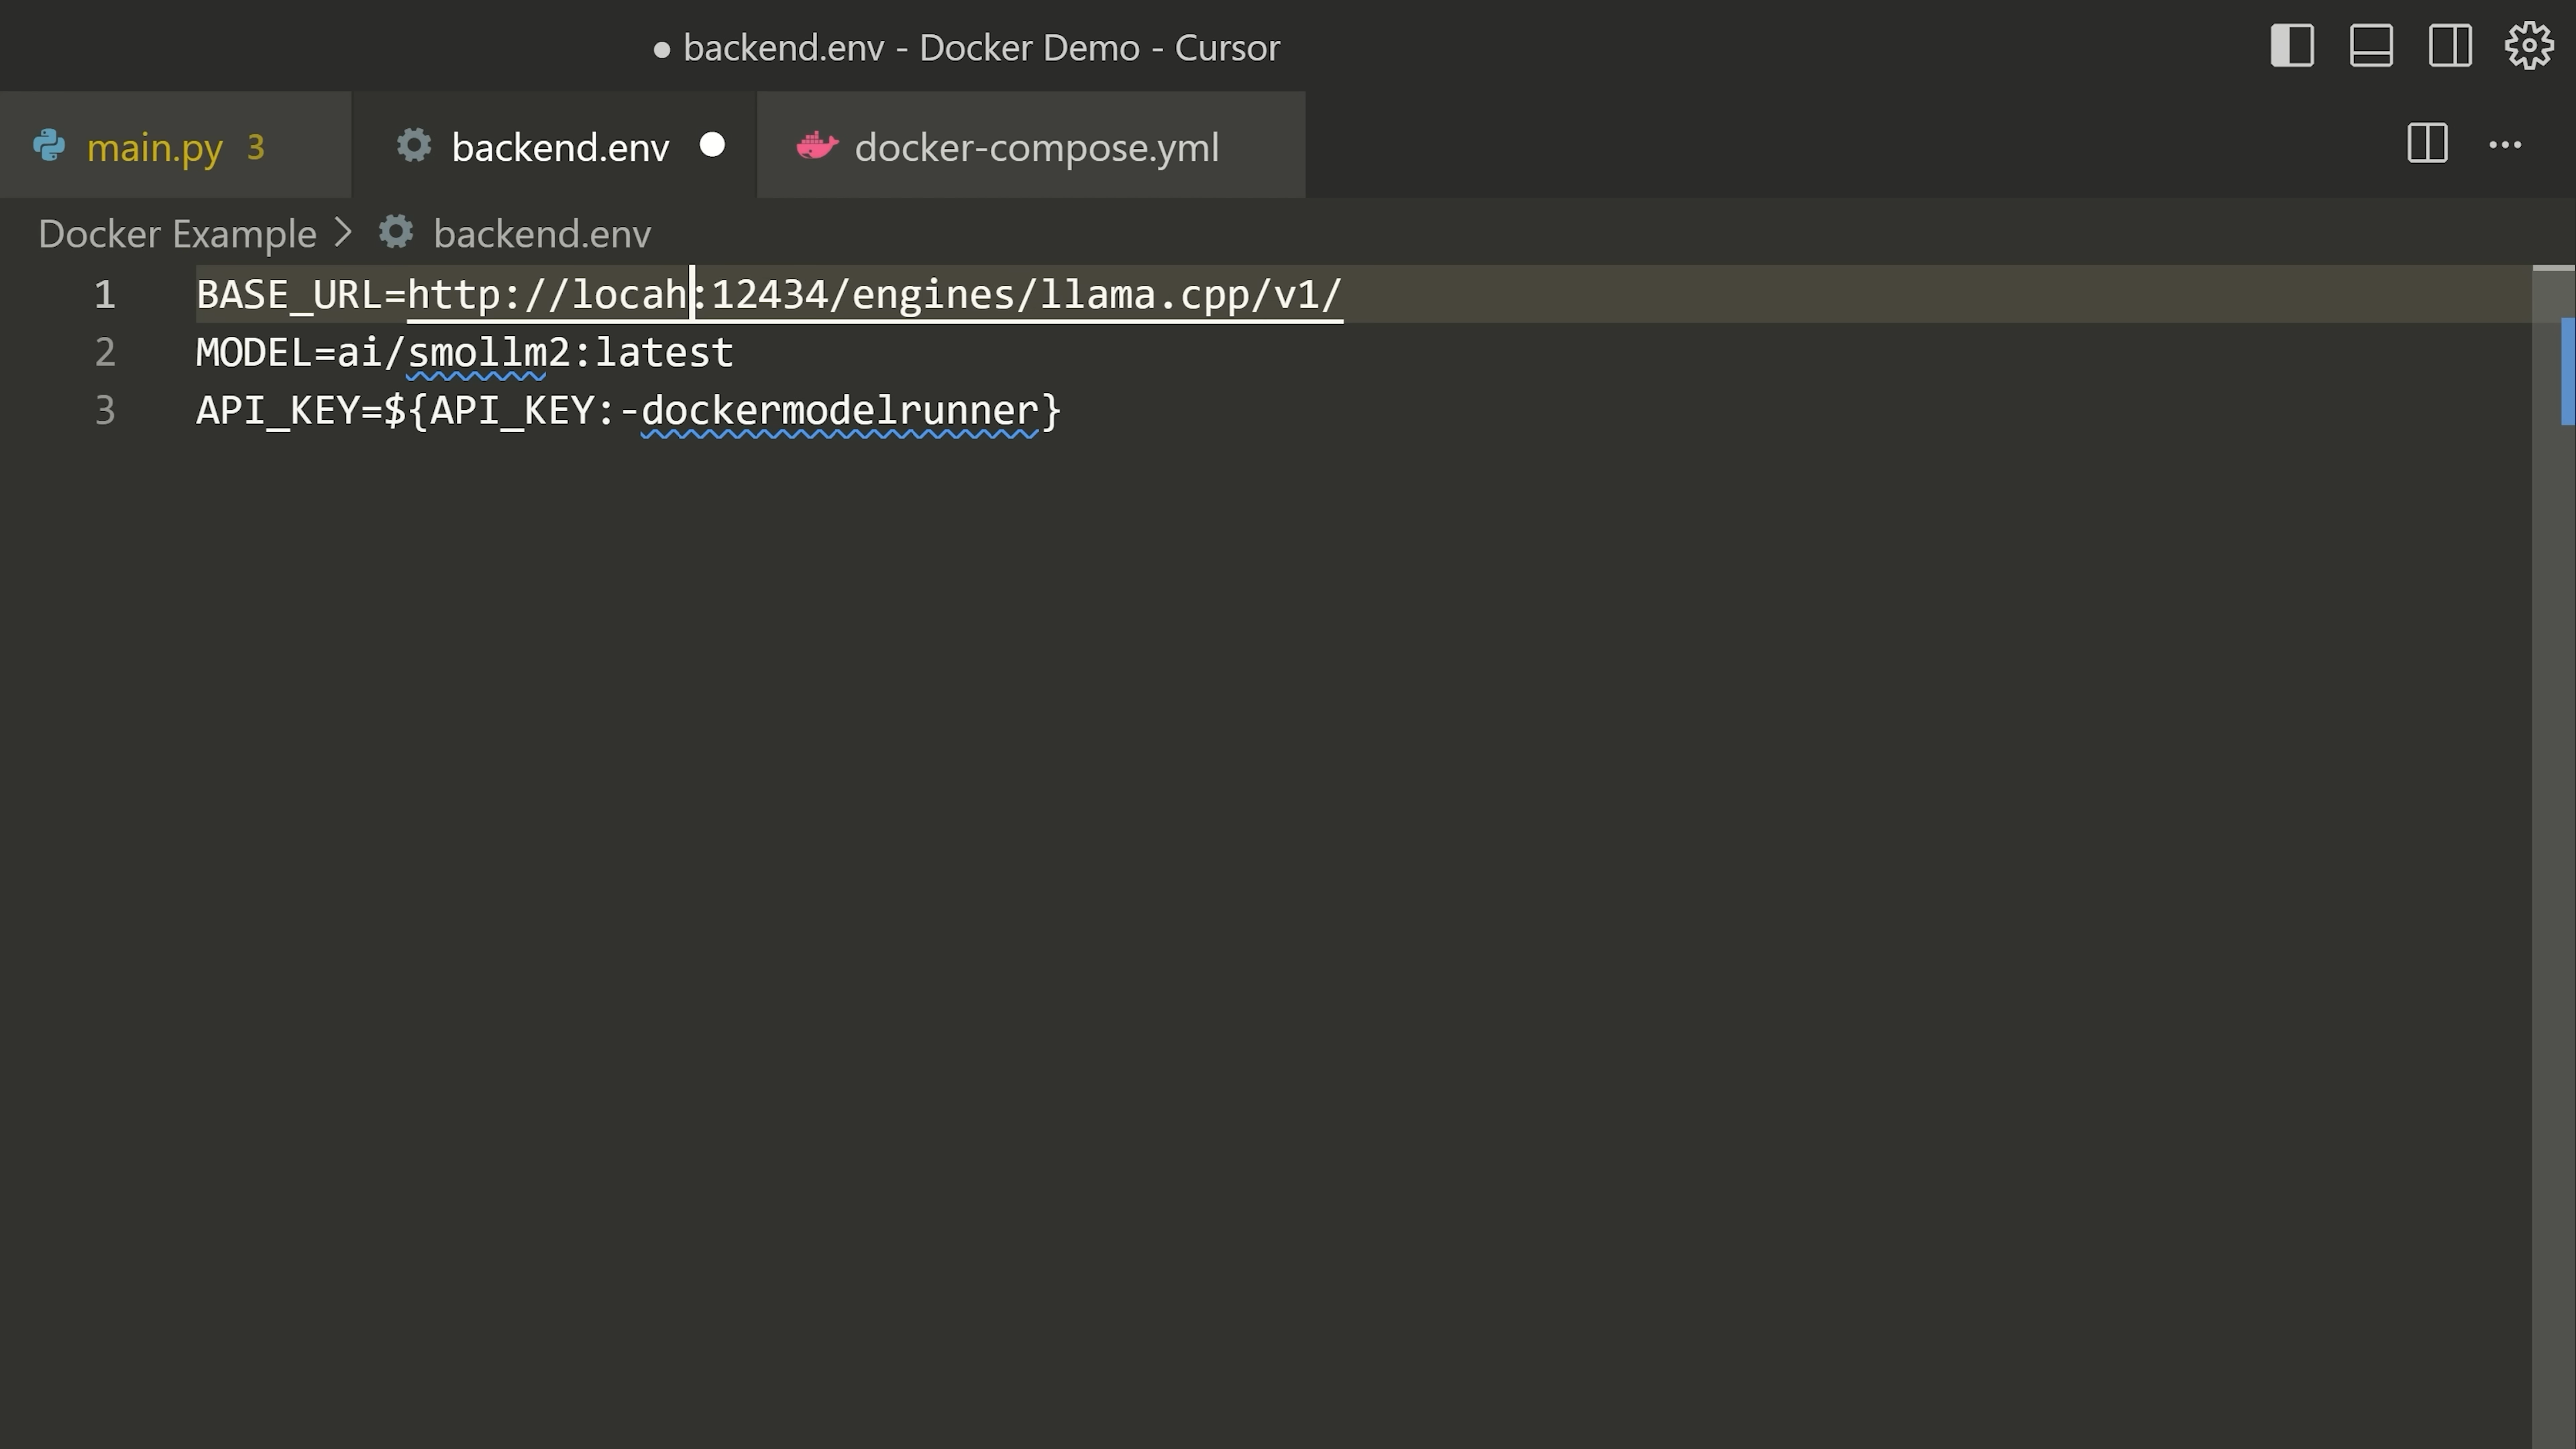 ● backend.env - Docker Demo - Cursor
main.py 3
backend.env
docker-compose.yml
Docker Example > backend.env
1 BASE_URL=http://locah:12434/engines/llama.cpp/v1/
2 MODEL=ai/smollm2:latest
3 API_KEY=${API_KEY:-dockermodelrunner}